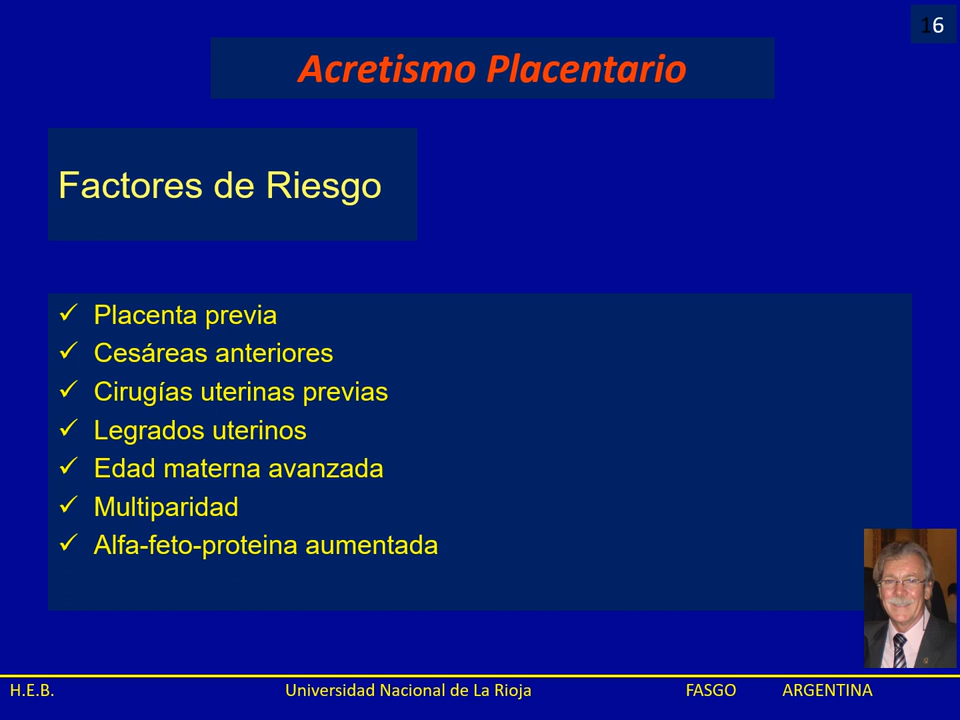 16
Acretismo Placentario
Factores de Riesgo
✓ Placenta previa
✓ Cesáreas anteriores
✓ Cirugías uterinas previas
✓ Legrados uterinos
✓ Edad materna avanzada
✓ Multiparidad
✓ Alfa-feto-proteina aumentada
H.E.B. Universidad Nacional de La Rioja FASGO ARGENTINA